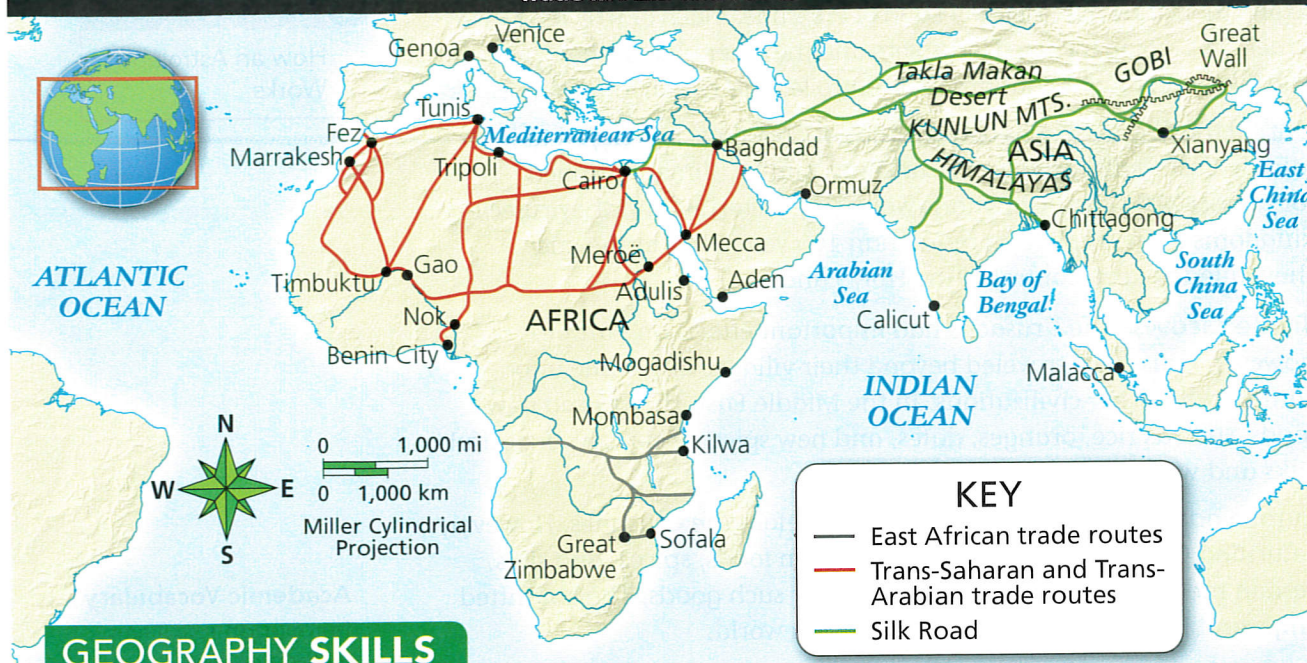 Genoa
Venice
Great
Wall
GOBI
Takla Makan
Desert
KUNLUN MTS.
Tunis
Mediterranean Sea
Fez
Marrakesh
Tripoli
Cairo
Baghdad
ASIA
HIMALAYAS
Xianyang
East
China
Sea
Ormuz
Chittagong
Mecca
Meroë
Timbuktu
Gao
ATLANTIC
OCEAN
Adulis
Aden
Arabian
Sea
Bay of
Bengal
South
China
Sea
Calicut
Nok
AFRICA
Benin City
Mogadishu
Malacca
INDIAN
OCEAN
Mombasa
Kilwa
N
W E
S
0 1,000 mi
0 1,000 km
Miller Cylindrical
Projection
Great
Zimbabwe
Sofala
KEY
East African trade routes
Trans-Saharan and Trans-
Arabian trade routes
Silk Road
GEOGRAPHY SKILLS